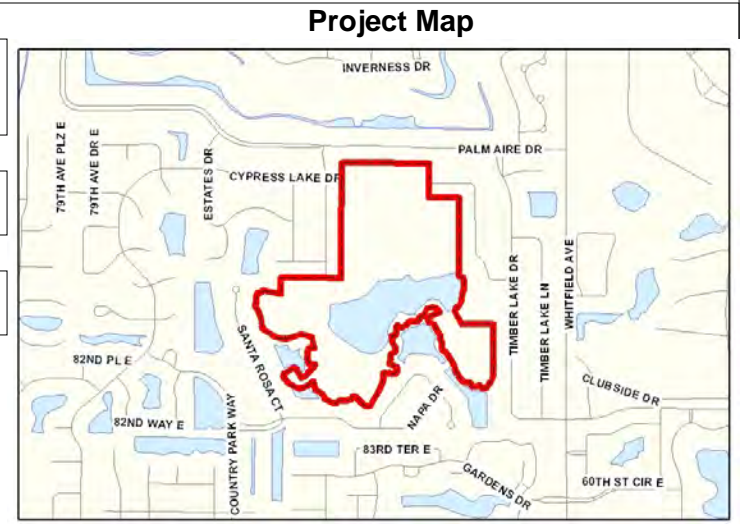 Project Map
INVERNESS DR
PALM AIRE DR
79TH AVE PLZ E
79TH AVE DR E
ESTATES DR
CYPRESS LAKE DR
TIMBER LAKE DR
TIMBER LAKE LN
WHITFIELD AVE
SANTA ROSA CT
82ND PL E
CLUBSIDE DR
NAPA DR
COUNTRY PARK WAY
82ND WAY E
83RD TER E
GARDENS DR
60TH ST CIR E